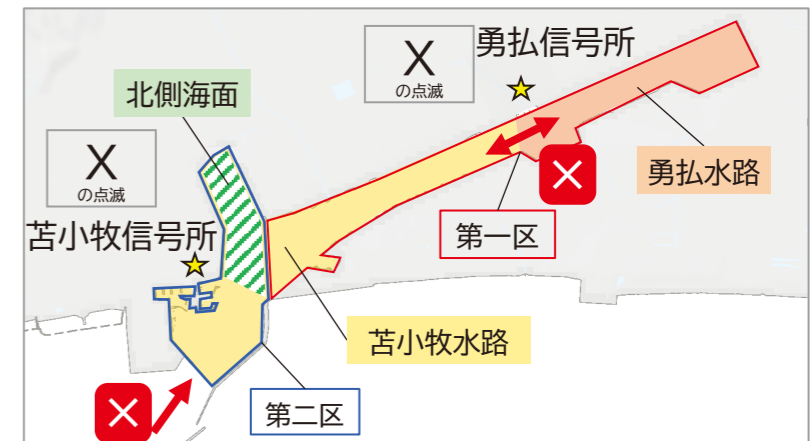 X
の点滅
勇払信号所
北側海面
X
の点滅
苫小牧信号所
勇払水路
第一区
苫小牧水路
第二区